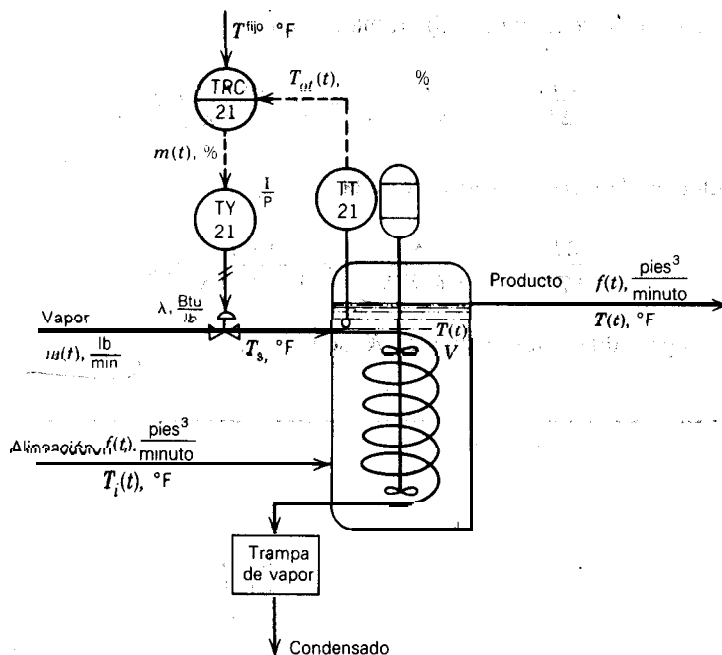 T^fijo °F
TRC
21
T_ot(t), %
m(t), %
TY
21
I/P
TT
21
λ, Btu/lb
Vapor
w(t), lb/min
T_s, °F
Producto
f(t), pies³/minuto
T(t), °F
T(t)
V
Alimentación f(t), pies³/minuto
T_i(t), °F
Trampa
de vapor
Condensado